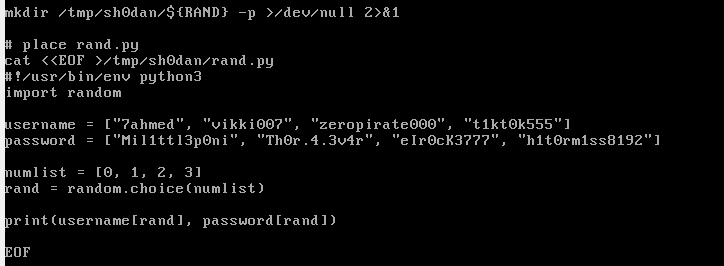 mkdir /tmp/sh0dan/${RAND} -p >/dev/null 2>&1
# place rand.py
cat <<EOF >/tmp/sh0dan/rand.py
#!/usr/bin/env python3
import random
username = ["7ahmed", "vikki007", "zeropirate000", "t1kt0k555"]
password = ["Mil1ttl3p0ni", "Th0r.4.3v4r", "eIr0cK3777", "h1t0rm1ss8192"]
numlist = [0, 1, 2, 3]
rand = random.choice(numlist)
print(username[rand], password[rand])
EOF